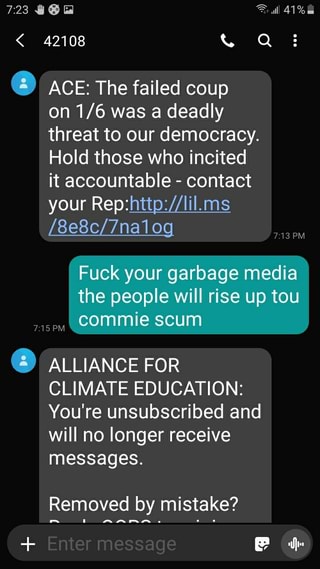 7:23
41%
42108
ACE: The failed coup
on 1/6 was a deadly
threat to our democracy.
Hold those who incited
it accountable - contact
your Rep:http://lil.ms
/8e8c/7na1og
7:13 PM
Fuck your garbage media
the people will rise up tou
commie scum
7:15 PM
ALLIANCE FOR
CLIMATE EDUCATION:
You're unsubscribed and
will no longer receive
messages.
Removed by mistake?
Enter message